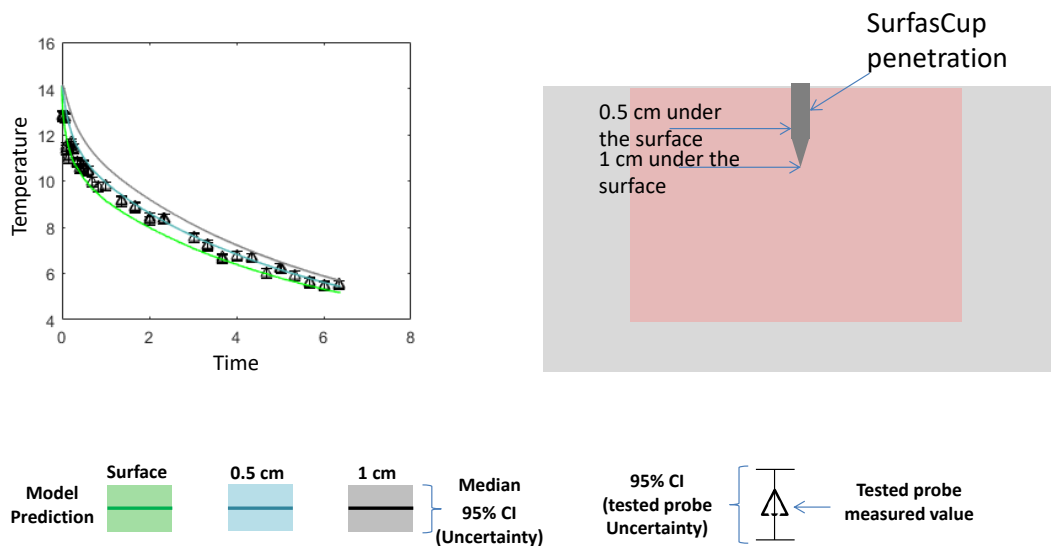 16
14
12
10
8
6
4
Temperature
0
2
4
6
8
Time
SurfasCup
penetration
0.5 cm under
the surface
1 cm under the
surface
Model
Prediction
Surface
0.5 cm
1 cm
Median
95% CI
(Uncertainty)
95% CI
(tested probe
Uncertainty)
Tested probe
measured value